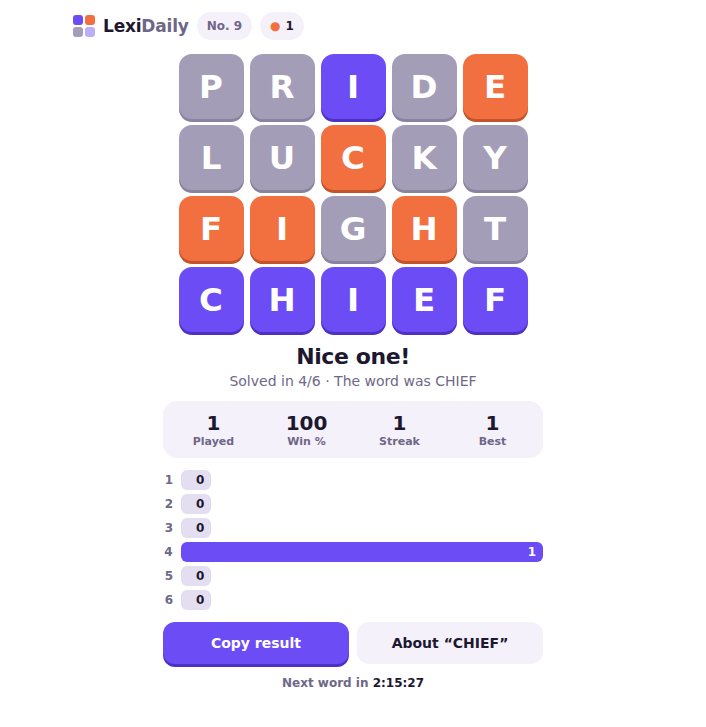 LexiDaily No. 9 1
P R I D E
L U C K Y
F I G H T
C H I E F
Nice one!
Solved in 4/6 · The word was CHIEF
1 100 1 1
Played Win % Streak Best
1 0
2 0
3 0
4 1
5 0
6 0
Copy result About “CHIEF”
Next word in 2:15:27